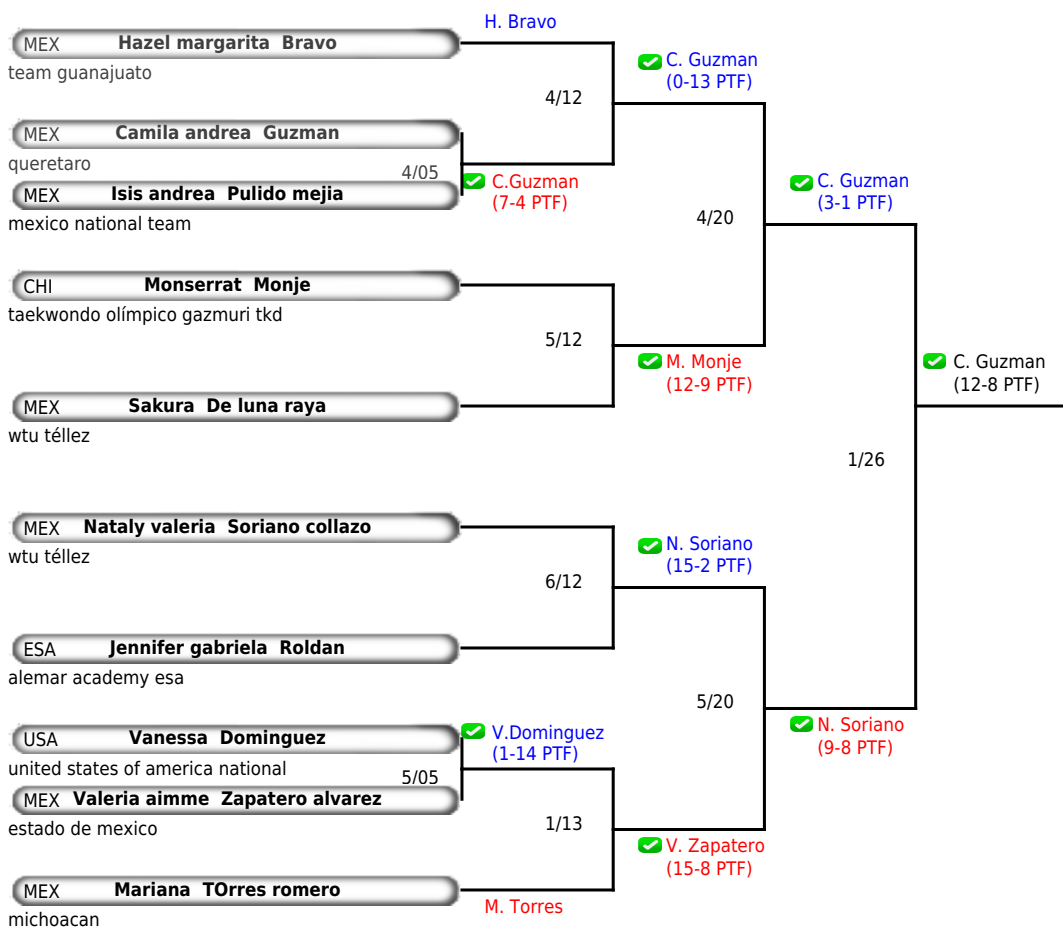 H. Bravo
MEX Hazel margarita Bravo
team guanajuato
C. Guzman
(0-13 PTF)
4/12
MEX Camila andrea Guzman
queretaro
4/05
C.Guzman
(7-4 PTF)
MEX Isis andrea Pulido mejia
mexico national team
C. Guzman
(3-1 PTF)
4/20
CHI Monserrat Monje
taekwondo olímpico gazmuri tkd
5/12
M. Monje
(12-9 PTF)
C. Guzman
(12-8 PTF)
MEX Sakura De luna raya
wtu téllez
1/26
MEX Nataly valeria Soriano collazo
wtu téllez
N. Soriano
(15-2 PTF)
6/12
ESA Jennifer gabriela Roldan
alemar academy esa
5/20
N. Soriano
(9-8 PTF)
USA Vanessa Dominguez
V.Dominguez
(1-14 PTF)
united states of america national
5/05
MEX Valeria aimme Zapatero alvarez
estado de mexico
1/13
V. Zapatero
(15-8 PTF)
MEX Mariana TOrres romero
M. Torres
michoacan